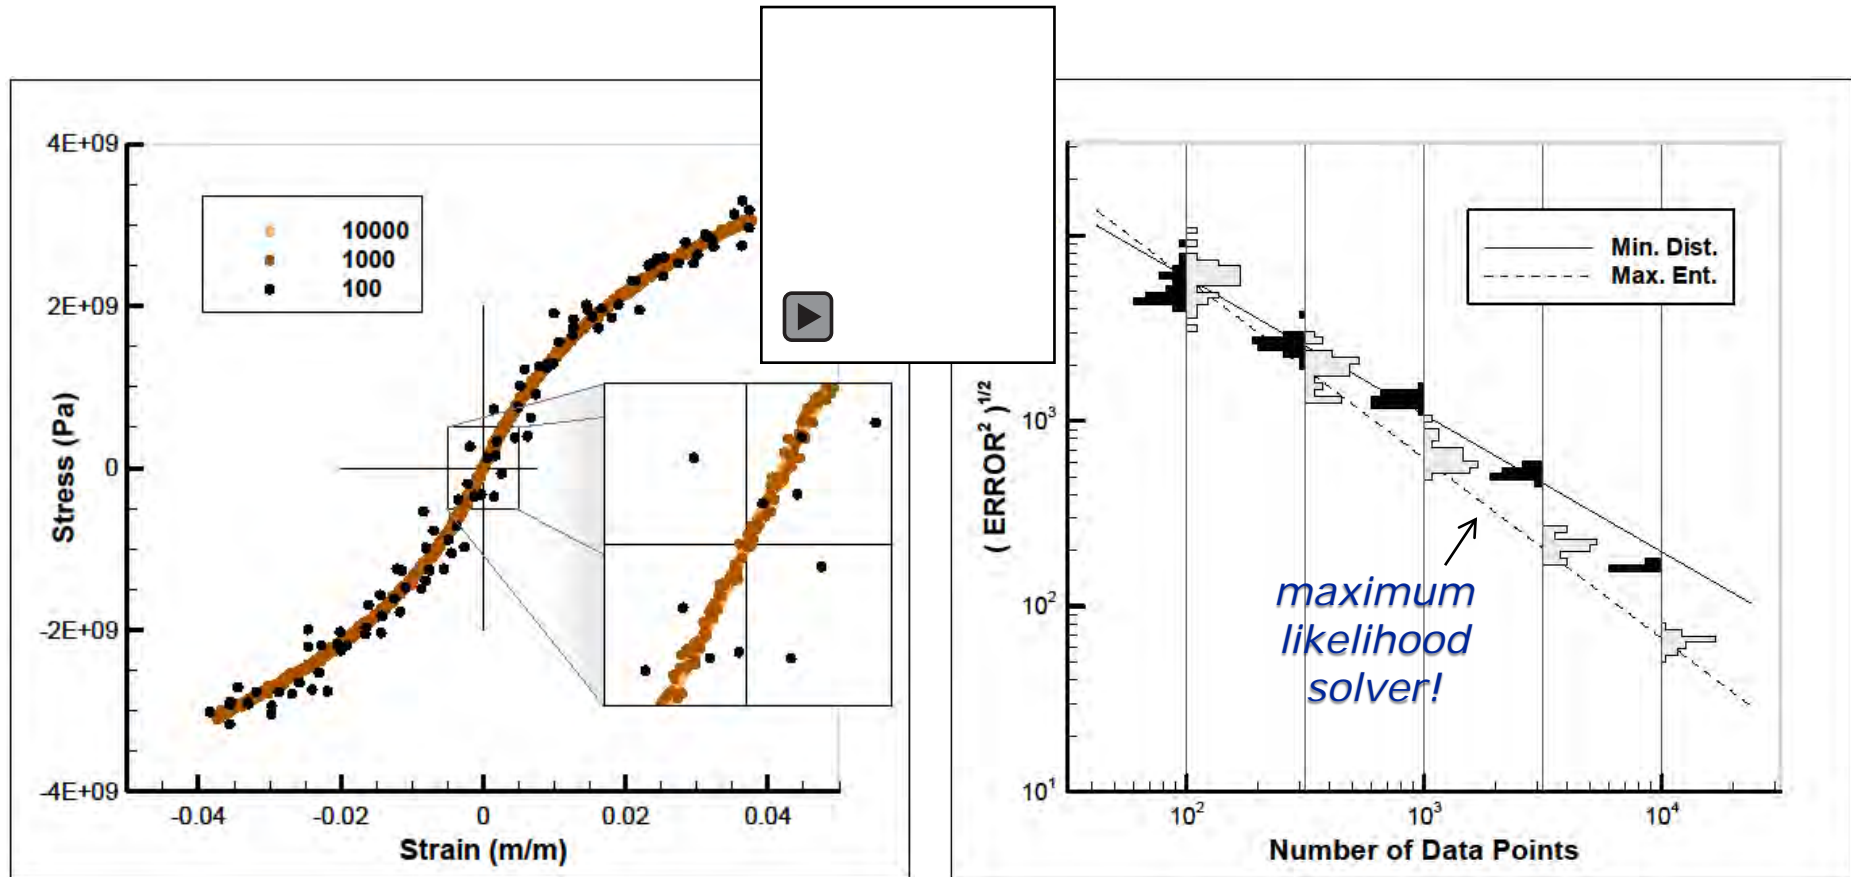 4E+09
2E+09
0
-2E+09
-4E+09
Stress (Pa)
10000
1000
100
-0.04
-0.02
0
0.02
0.04
Strain (m/m)
Min. Dist.
Max. Ent.
( ERROR² )¹/²
10³
10²
10¹
maximum
likelihood
solver!
10²
10³
10⁴
Number of Data Points